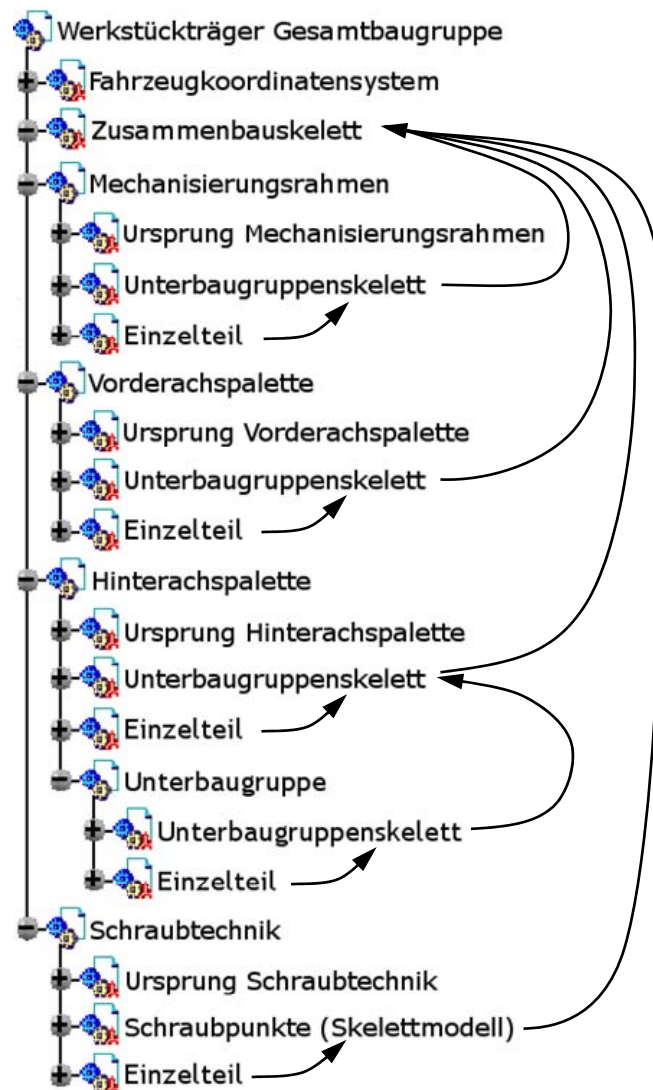 Werkstückträger Gesamtbaugruppe
Fahrzeugkoordinatensystem
Zusammenbauskelett
Mechanisierungsrahmen
Ursprung Mechanisierungsrahmen
Unterbaugruppenskelett
Einzelteil
Vorderachspalette
Ursprung Vorderachspalette
Unterbaugruppenskelett
Einzelteil
Hinterachspalette
Ursprung Hinterachspalette
Unterbaugruppenskelett
Einzelteil
Unterbaugruppe
Unterbaugruppenskelett
Einzelteil
Schraubtechnik
Ursprung Schraubtechnik
Schraubpunkte (Skelettmodell)
Einzelteil